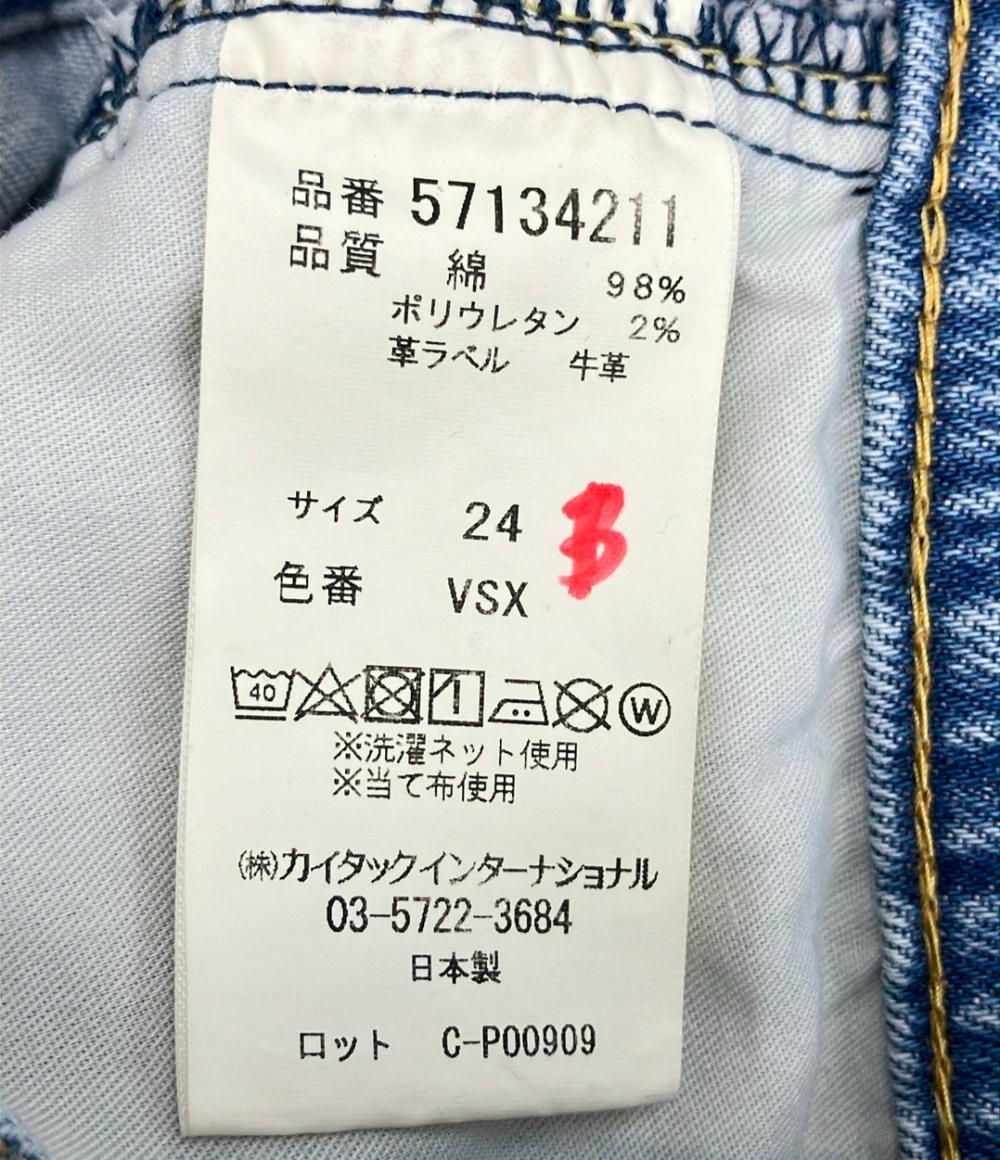 品番 57134211
品質 綿 98%
ポリウレタン 2%
革ラベル 牛革
サイズ 24
色番 VSX
40 W
※洗濯ネット使用
※当て布使用
㈱カイタックインターナショナル
03-5722-3684
日本製
ロット C-P00909